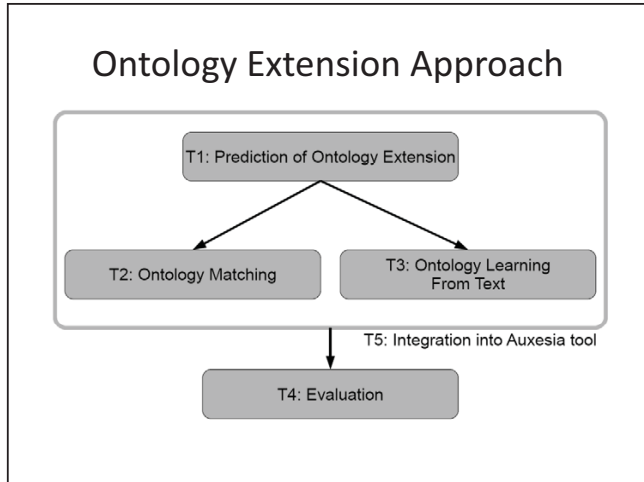 Ontology Extension Approach
T1: Prediction of Ontology Extension
T2: Ontology Matching
T3: Ontology Learning
From Text
T5: Integration into Auxesia tool
T4: Evaluation